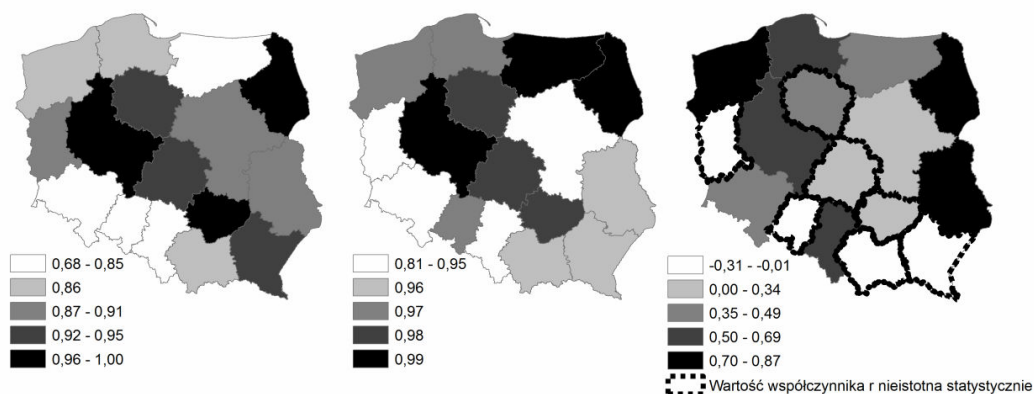 0,68 - 0,85
0,86
0,87 - 0,91
0,92 - 0,95
0,96 - 1,00
0,81 - 0,95
0,96
0,97
0,98
0,99
-0,31 - -0,01
0,00 - 0,34
0,35 - 0,49
0,50 - 0,69
0,70 - 0,87
Wartość współczynnika r nieistotna statystycznie